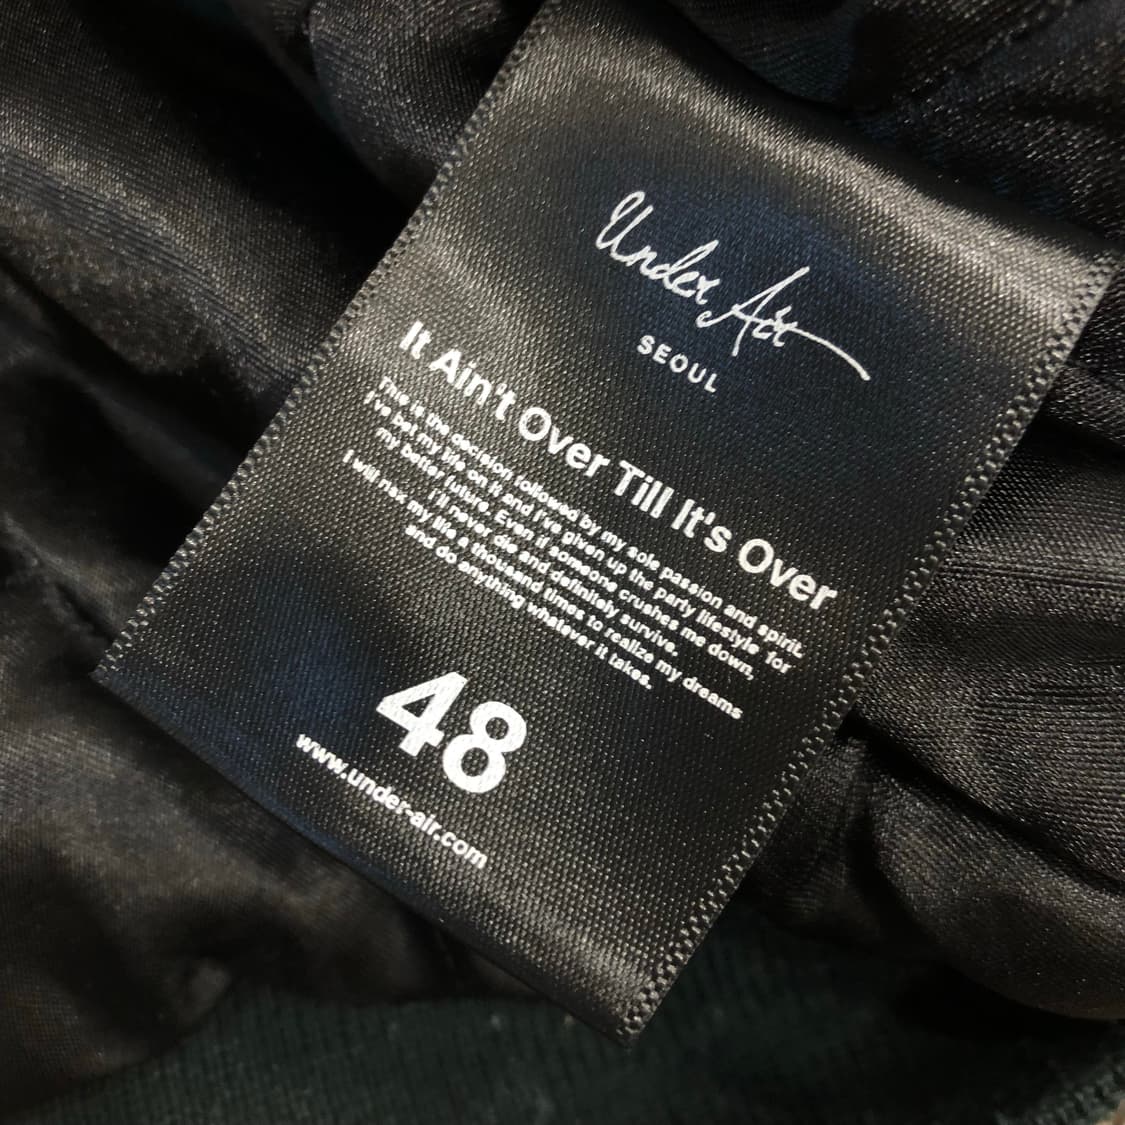 Under Air
SEOUL
It Ain't Over Till It's Over
This is the decision followed by my sole passion and spirit.
I've bet my life on it and I've given up the party lifestyle for
my better future. Even if someone crushes me down,
I'll never die and definitely survive.
I will risk my life a thousand times to realize my dreams
and do anything whatever it takes.
48
www.under-air.com